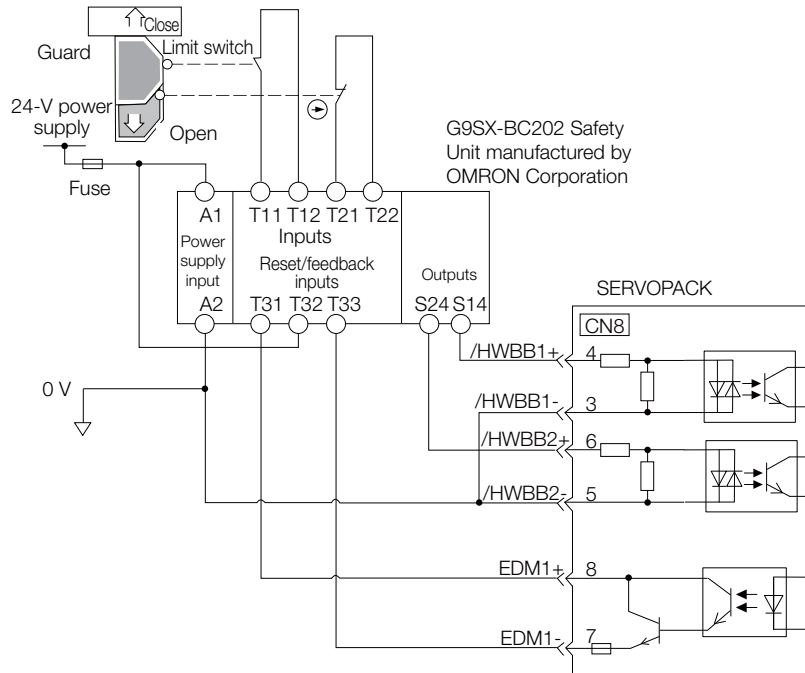 Close
Guard
Limit switch
24-V power
supply
Open
Fuse
G9SX-BC202 Safety
Unit manufactured by
OMRON Corporation
A1
T11
T12
T21
T22
Power
supply
input
Inputs
Reset/feedback
inputs
Outputs
A2
T31
T32
T33
S24
S14
SERVOPACK
CN8
/HWBB1+
4
0 V
/HWBB1-
3
/HWBB2+
6
/HWBB2-
5
EDM1+
8
EDM1-
7